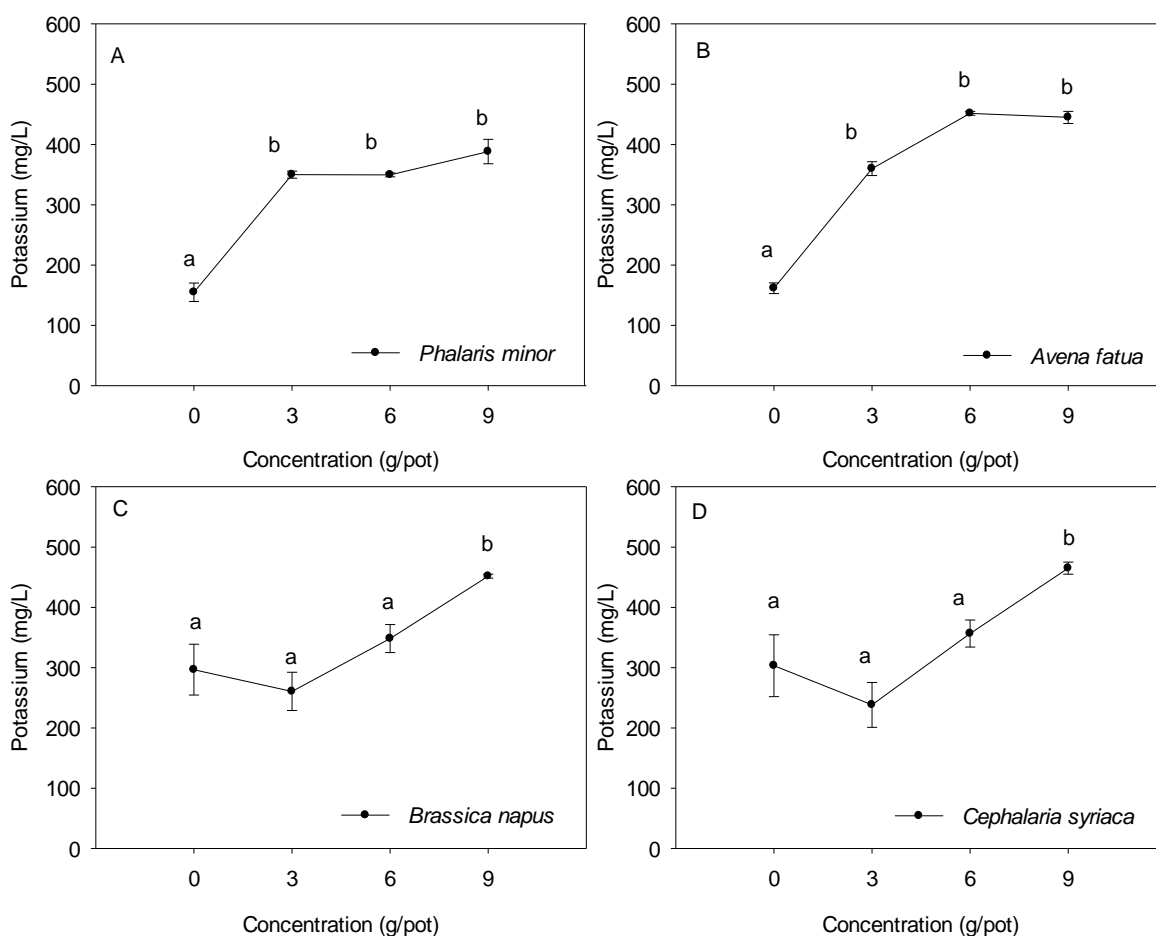 A
Potassium (mg/L)
600
500
400
300
200
100
0
a
b
b
b
Phalaris minor
0 3 6 9
Concentration (g/pot)
B
Potassium (mg/L)
600
500
400
300
200
100
0
a
b
b
b
Avena fatua
0 3 6 9
Concentration (g/pot)
C
Potassium (mg/L)
600
500
400
300
200
100
0
a
a
a
b
Brassica napus
0 3 6 9
Concentration (g/pot)
D
Potassium (mg/L)
600
500
400
300
200
100
0
a
a
a
b
Cephalaria syriaca
0 3 6 9
Concentration (g/pot)